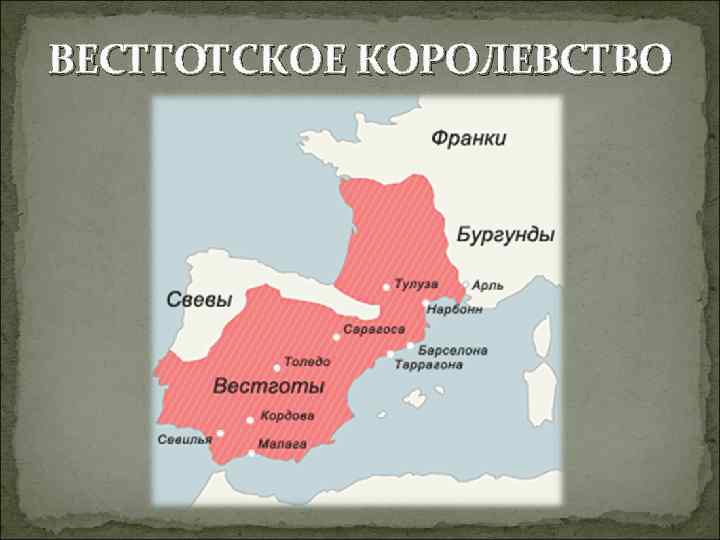 ВЕСТГОТСКОЕ КОРОЛЕВСТВО
Франки
Бургунды
Тулуза
Арль
Свевы
Нарбонн
Сарагоса
Барселона
Таррагона
Толедо
Вестготы
Кордова
Севилья
Малага